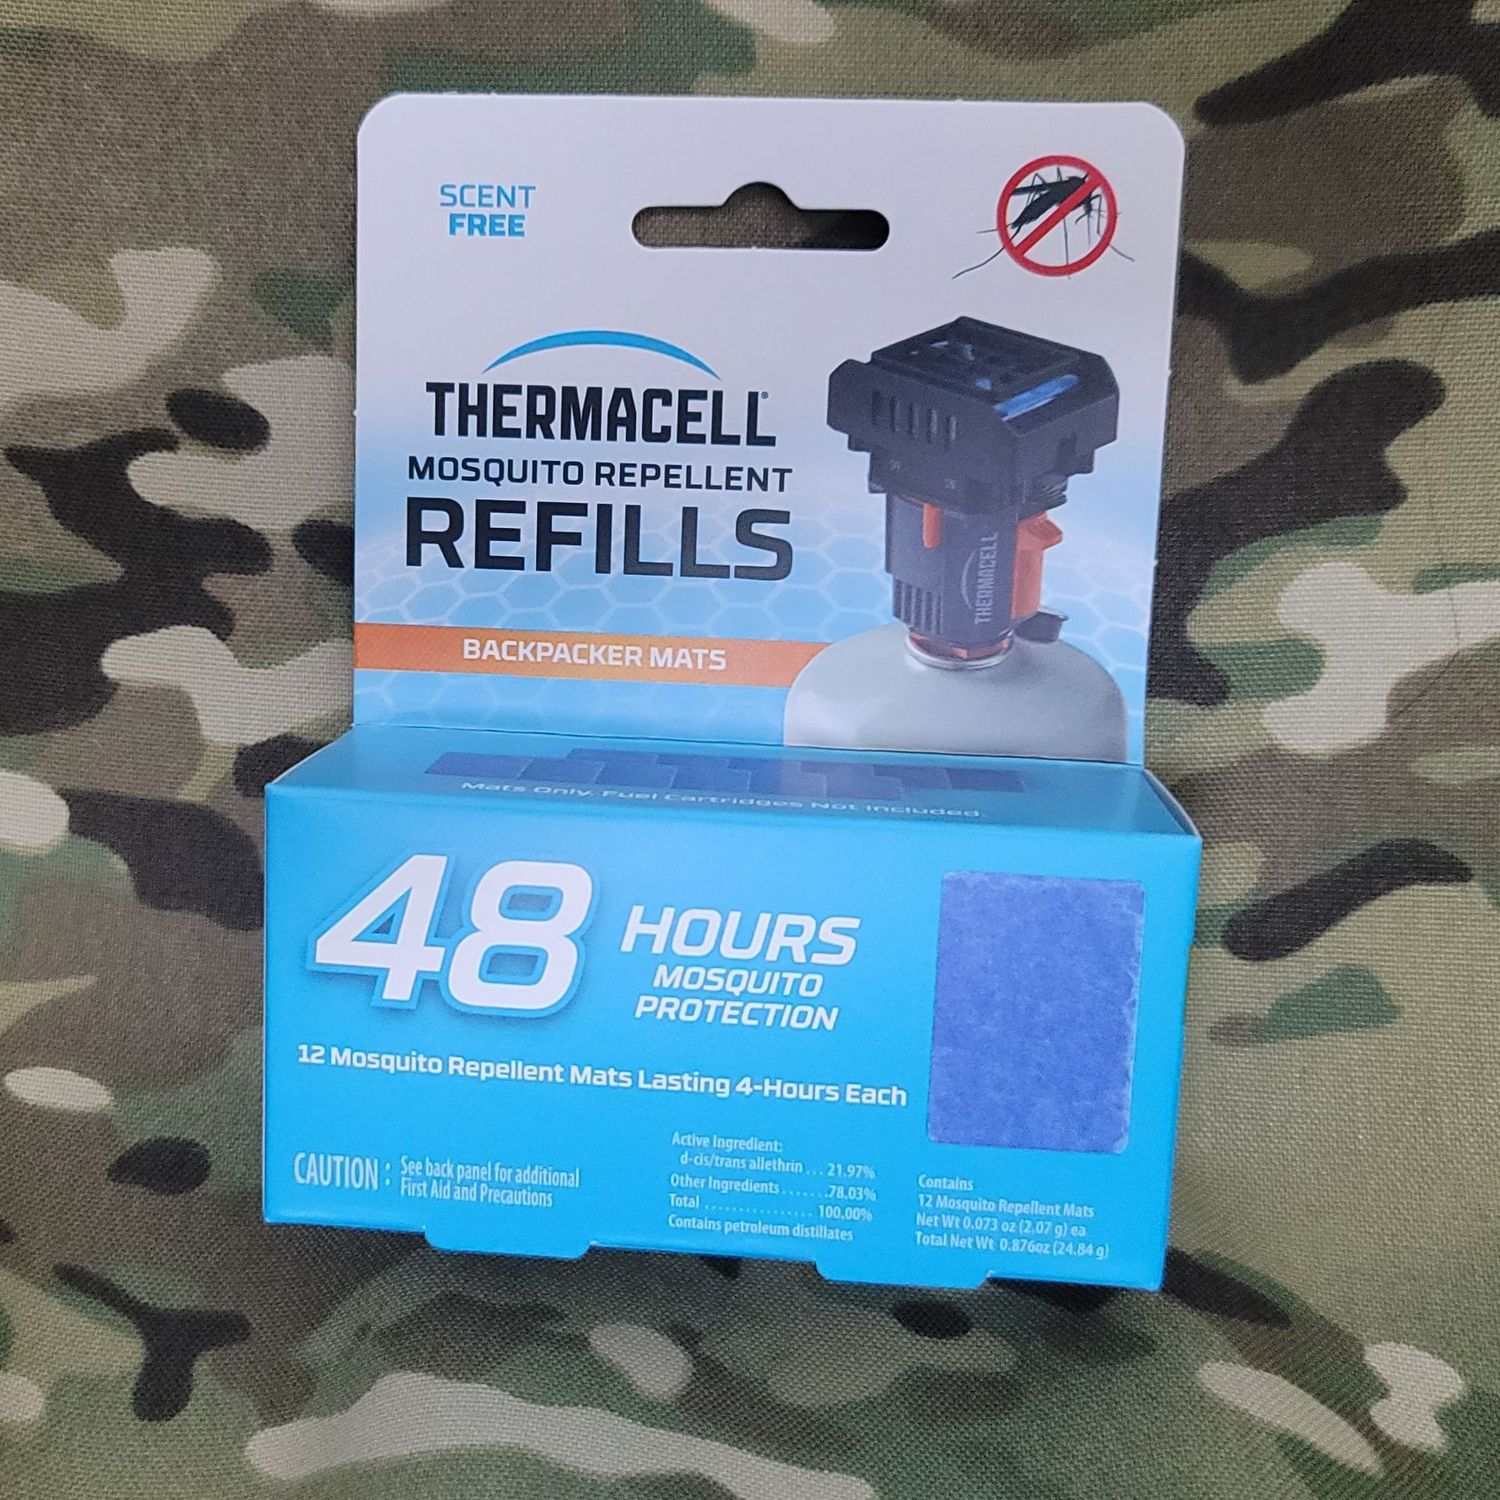 SCENT
FREE
THERMACELL®
MOSQUITO REPELLENT
REFILLS
THERMACELL
BACKPACKER MATS
Mats Only. Fuel Cartridges Not Included.
48
HOURS
MOSQUITO
PROTECTION
12 Mosquito Repellent Mats Lasting 4-Hours Each
CAUTION: See back panel for additional
First Aid and Precautions
Active Ingredient:
d-cis/trans allethrin ... 21.97%
Other Ingredients .......78.03%
Total ................ 100.00%
Contains petroleum distillates
Contains
12 Mosquito Repellent Mats
Net Wt 0.073 oz (2.07 g) ea
Total Net Wt 0.876oz (24.84 g)